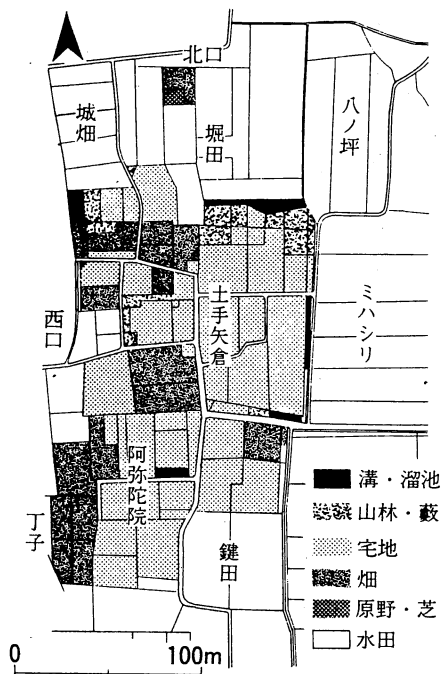 北口
城畑
堀田
八ノ坪
土手矢倉
ミハシリ
西口
阿弥陀院
丁子
鍵田
溝・溜池
山林・藪
宅地
畑
原野・芝
水田
0 100m